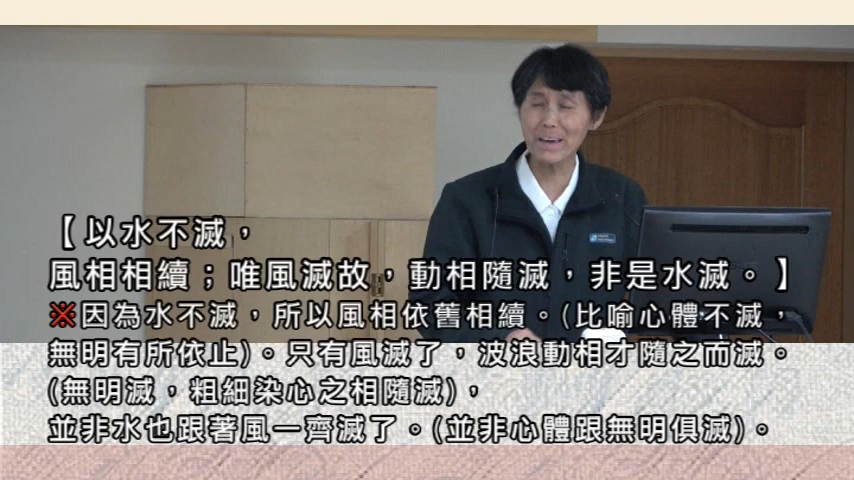 【以水不滅，
風相相續；唯風滅故，動相隨滅，非是水滅。】
※因為水不滅，所以風相依舊相續。(比喻心體不滅，
無明有所依止)。只有風滅了，波浪動相才隨之而滅。
(無明滅，粗細染心之相隨滅)，
並非水也跟著風一齊滅了。(並非心體跟無明俱滅)。